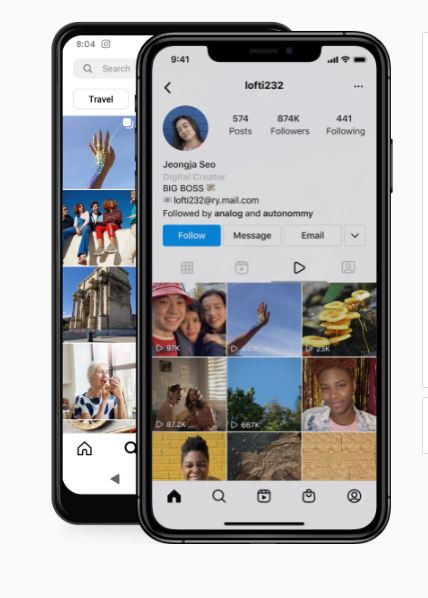 8:04
Search
Travel
9:41
lofti232
574
874K
441
Posts
Followers
Following
Jeongja Seo
Digital Creator
BIG BOSS
lofti232@ry.mail.com
Followed by analog and autonommy
Follow
Message
Email
97K
441K
23K
87.2K
667K